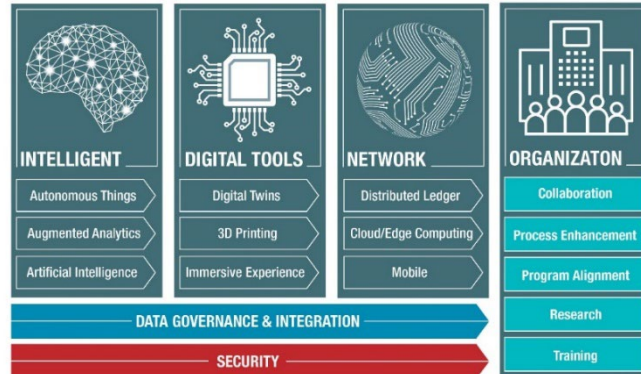 INTELLIGENT
Autonomous Things
Augmented Analytics
Artificial Intelligence
DIGITAL TOOLS
Digital Twins
3D Printing
Immersive Experience
NETWORK
Distributed Ledger
Cloud/Edge Computing
Mobile
ORGANIZATON
Collaboration
Process Enhancement
Program Alignment
Research
Training
DATA GOVERNANCE & INTEGRATION
SECURITY